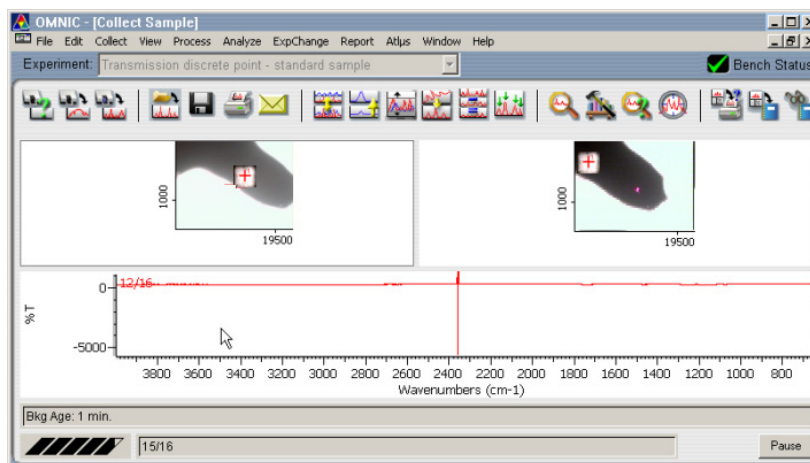 OMNIC - [Collect Sample]
File Edit Collect View Process Analyze ExpChange Report Atlµs Window Help
Experiment: Transmission discrete point - standard sample
Bench Status
1000
19500
1000
19500
12/16
0
%T
-5000
3800 3600 3400 3200 3000 2800 2600 2400 2200 2000 1800 1600 1400 1200 1000 800
Wavenumbers (cm-1)
Bkg Age: 1 min.
15/16
Pause